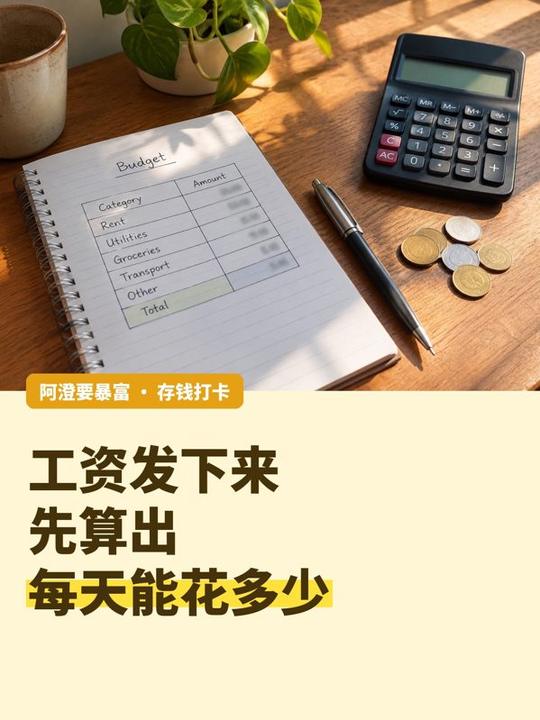 Budget
Category Amount
Rent
Utilities
Groceries
Transport
Other
Total
MC MR M- M+
√ 7 8 9
% 4 5 6 ×
C 1 2 3 −
AC 0 . = +
阿澄要暴富 · 存钱打卡
工资发下来
先算出
每天能花多少